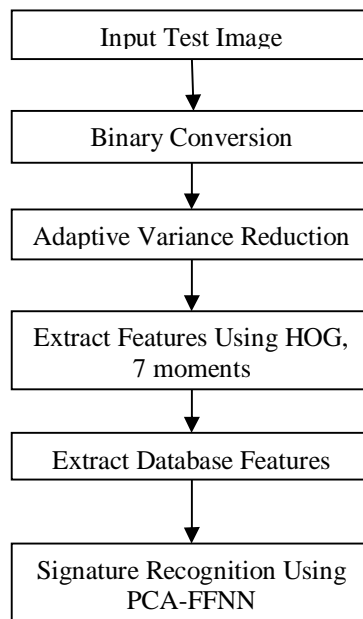 Input Test Image
Binary Conversion
Adaptive Variance Reduction
Extract Features Using HOG,
7 moments
Extract Database Features
Signature Recognition Using
PCA-FFNN